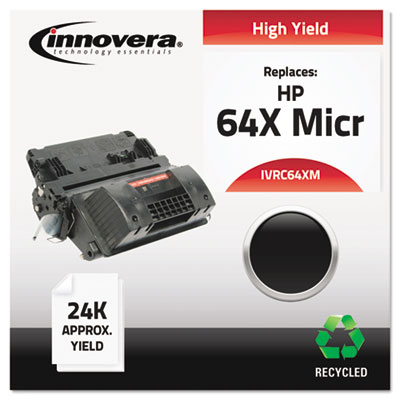 innovera
technology essentials
High Yield
Replaces:
HP
64X Micr
IVRC64XM
24K
APPROX.
YIELD
RECYCLED